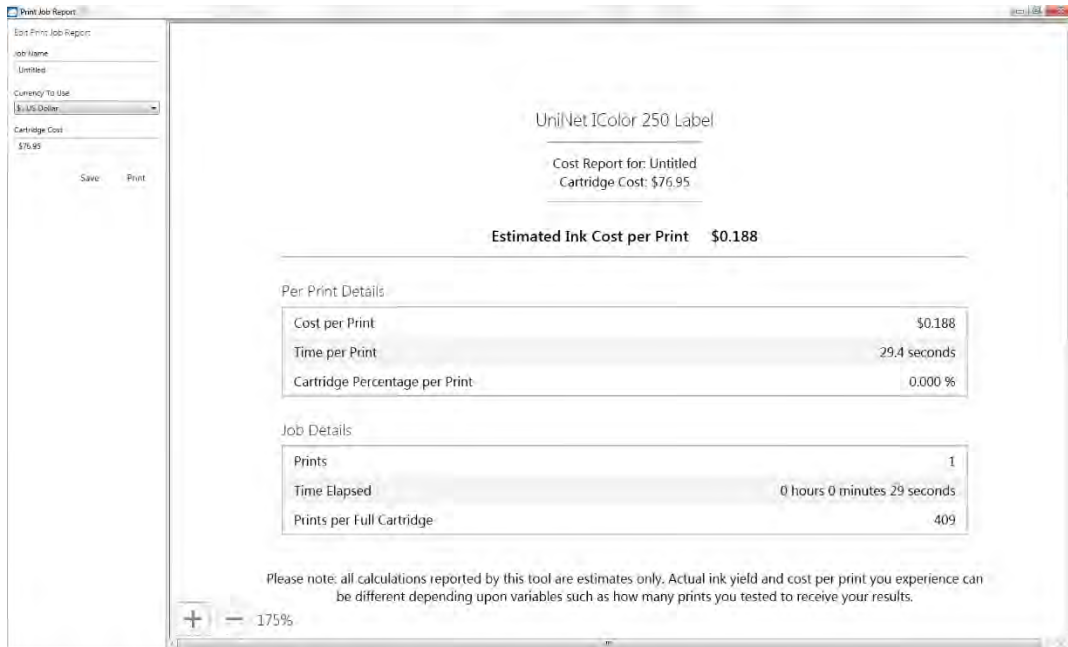 Print Job Report
Edit Print Job Report
Job Name
Untitled
Currency To Use
$: US Dollar
Cartridge Cost
$76.95
Save Print
UniNet IColor 250 Label
Cost Report for: Untitled
Cartridge Cost: $76.95
Estimated Ink Cost per Print $0.188
Per Print Details
Cost per Print $0.188
Time per Print 29.4 seconds
Cartridge Percentage per Print 0.000 %
Job Details
Prints 1
Time Elapsed 0 hours 0 minutes 29 seconds
Prints per Full Cartridge 409
Please note: all calculations reported by this tool are estimates only. Actual ink yield and cost per print you experience can
be different depending upon variables such as how many prints you tested to receive your results.
175%